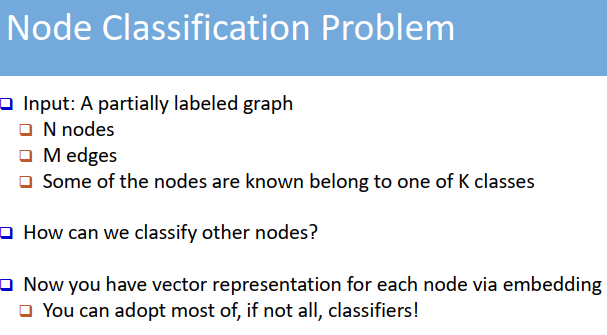 Node Classification Problem
Input: A partially labeled graph
N nodes
M edges
Some of the nodes are known belong to one of K classes
How can we classify other nodes?
Now you have vector representation for each node via embedding
You can adopt most of, if not all, classifiers!